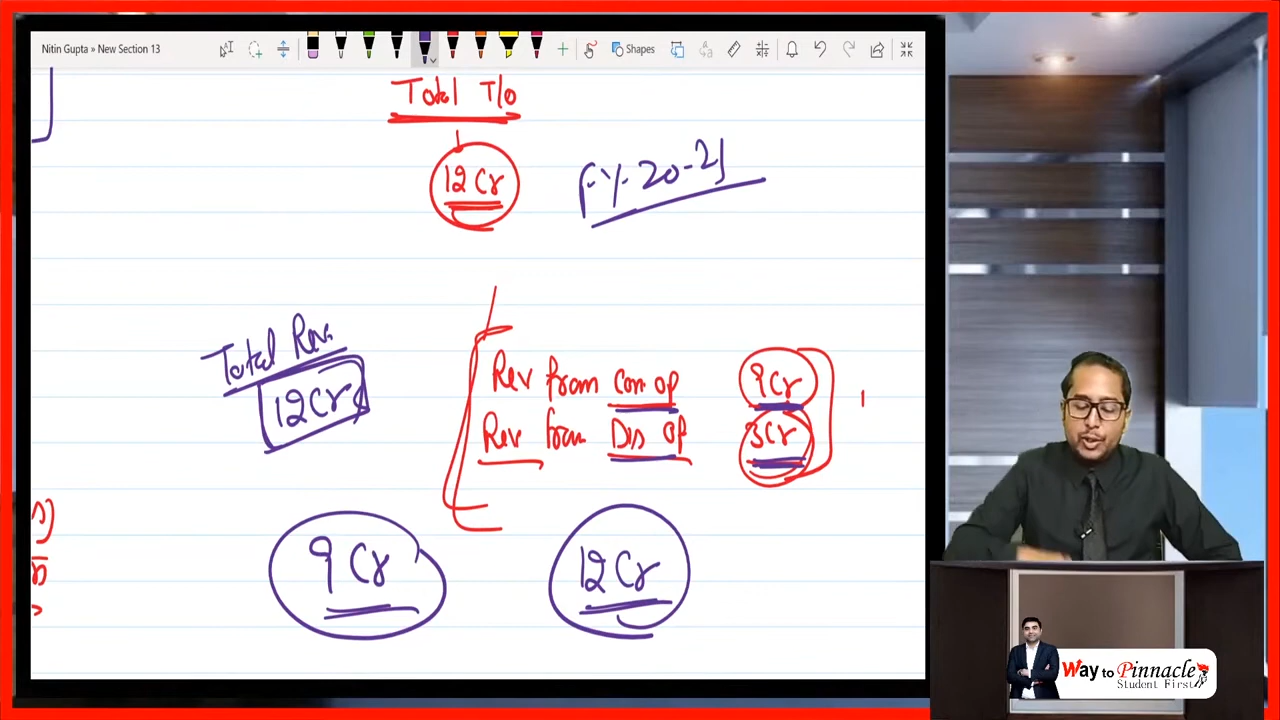 Nitin Gupta » New Section 13
Shapes
Total T/o
12 Cr
F.Y. 20-21
Total Rev.
12 Cr
Rev from Con op 9 Cr
Rev from Dis op 3 Cr
9 Cr
12 Cr
Way to Pinnacle
Student First